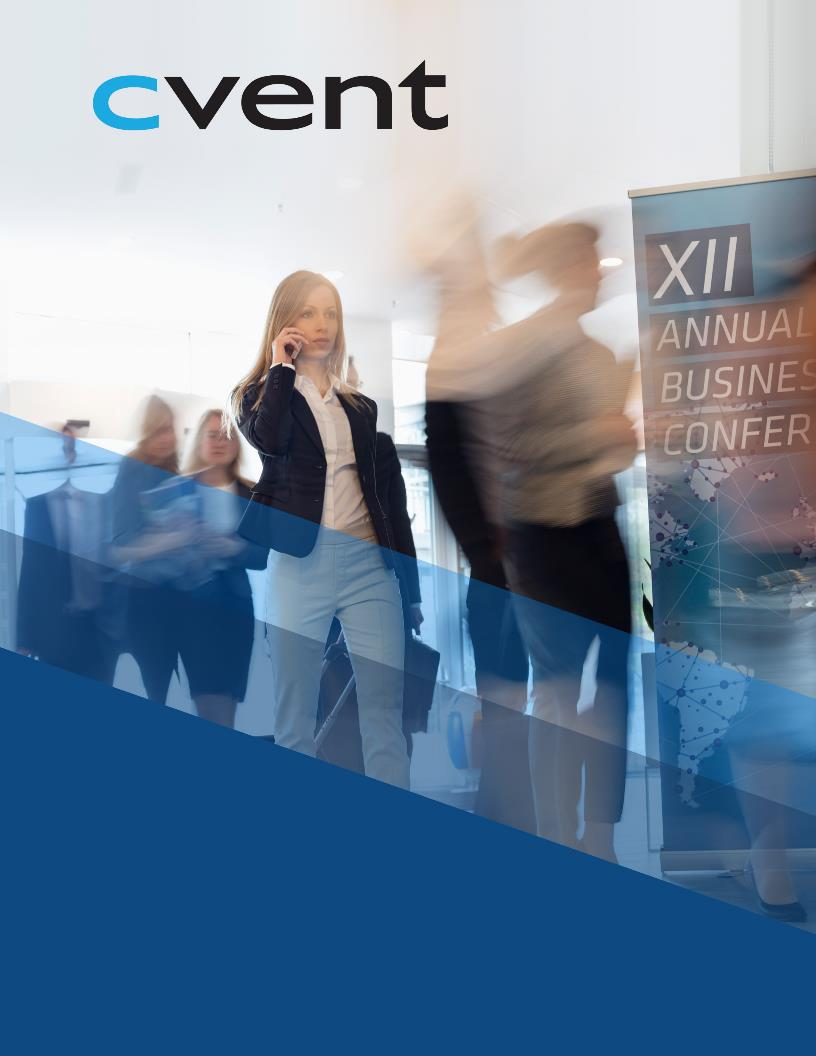 cvent
XII
ANNUAL
BUSINES
CONFER